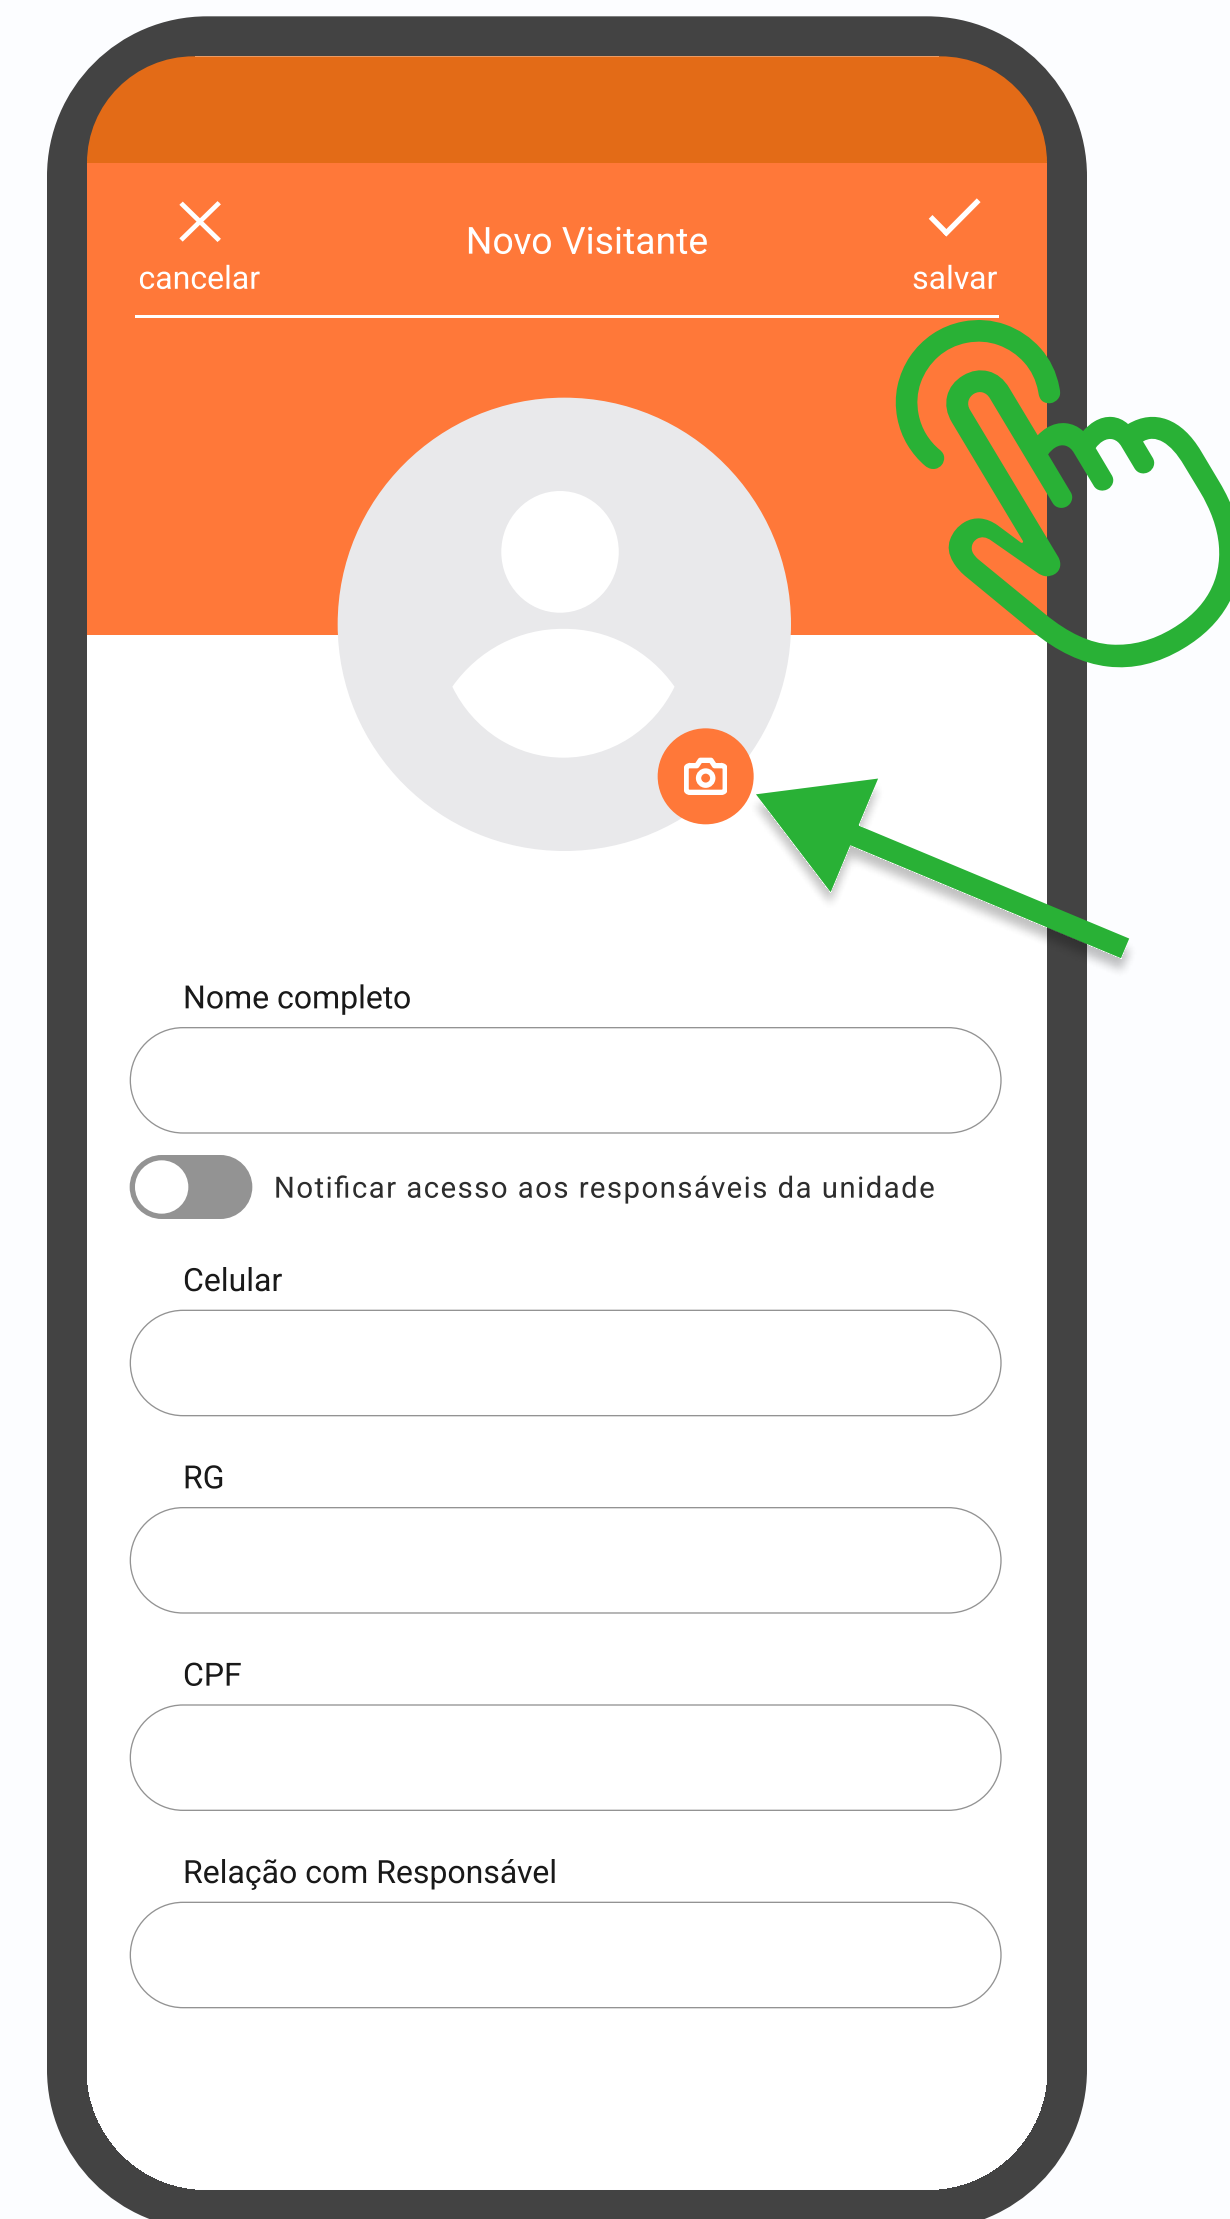 Novo Visitante
cancelar
salvar
Nome completo
Notificar acesso aos responsáveis da unidade
Celular
RG
CPF
Relação com Responsável